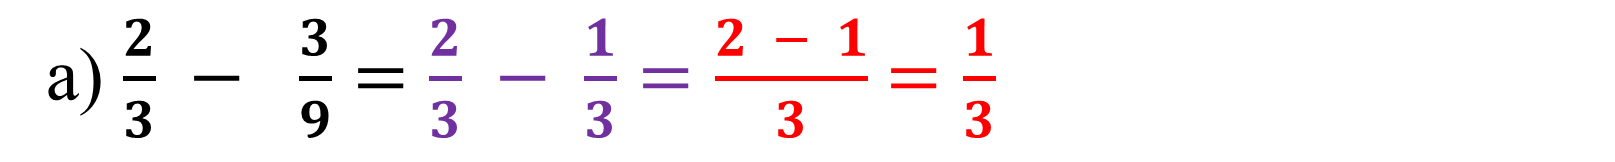 a) 2/3 − 3/9 = 2/3 − 1/3 = (2 − 1)/3 = 1/3